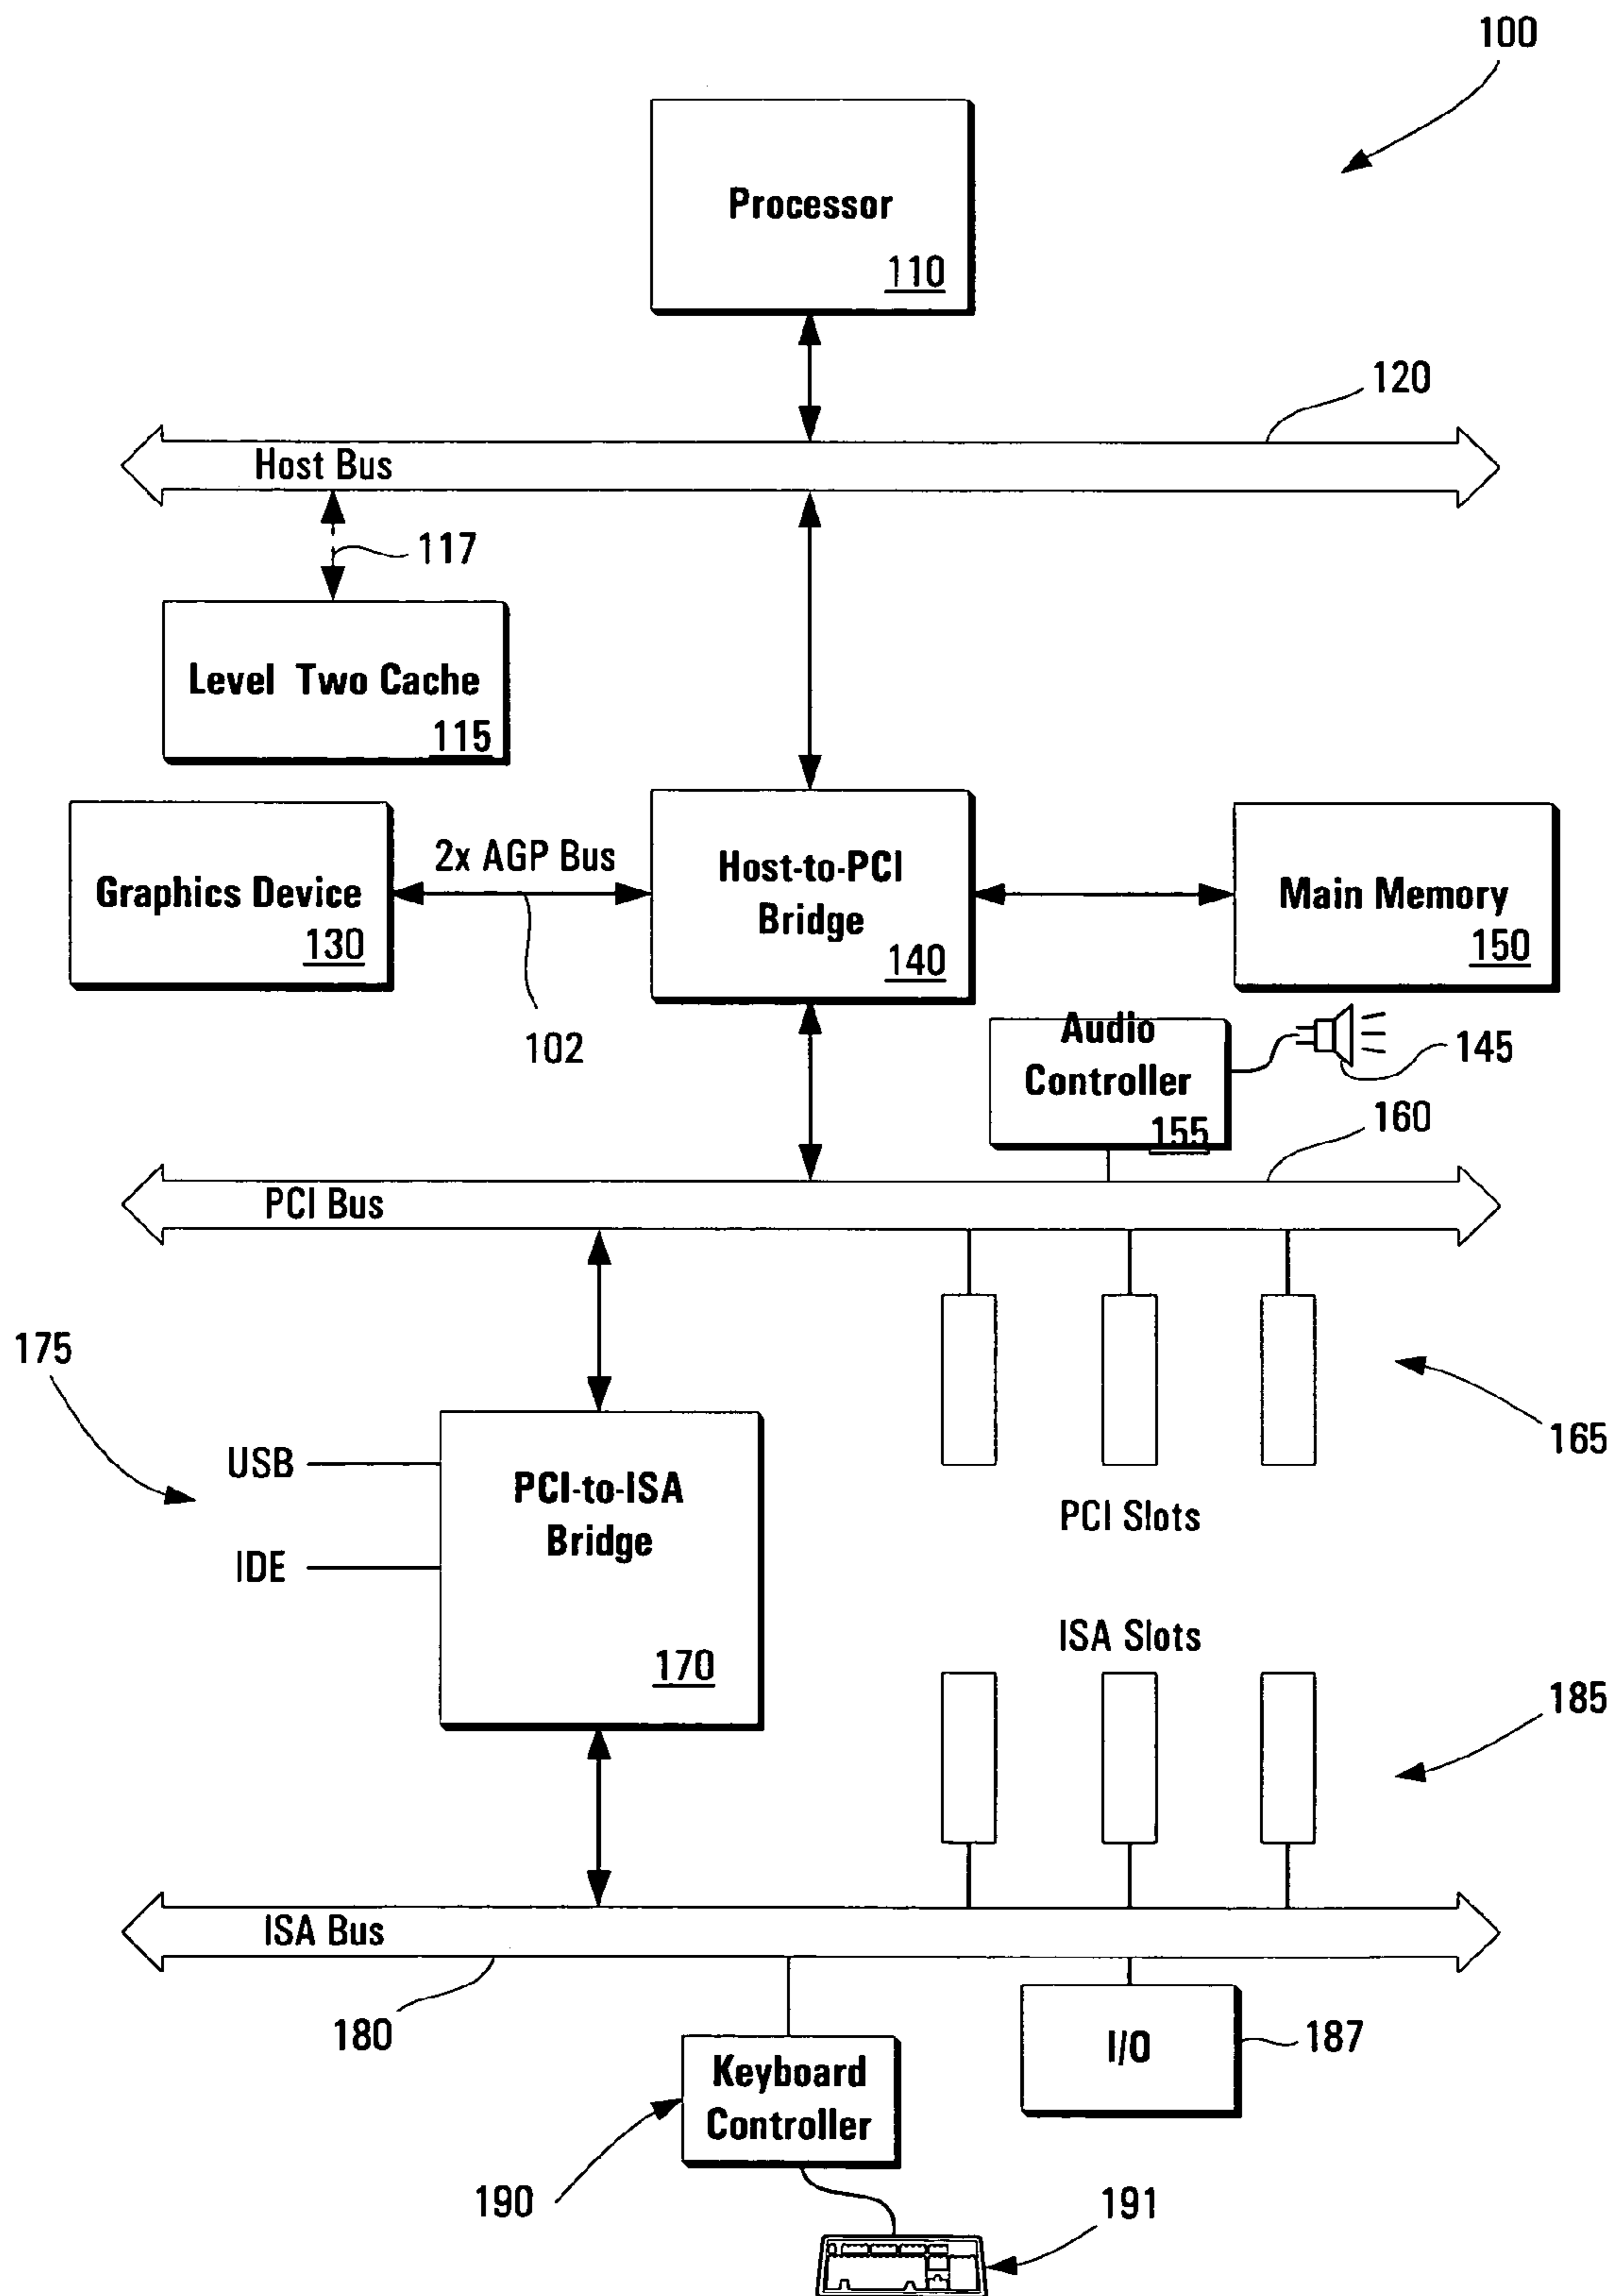 100
Processor
110
120
Host Bus
117
Level Two Cache
115
2x AGP Bus
Graphics Device
130
Host-to-PCI
Bridge
140
Main Memory
150
102
Audio
Controller
155
145
160
PCI Bus
175
165
USB
IDE
PCI-to-ISA
Bridge
170
PCI Slots
ISA Slots
185
ISA Bus
180
I/O
187
Keyboard
Controller
190
191